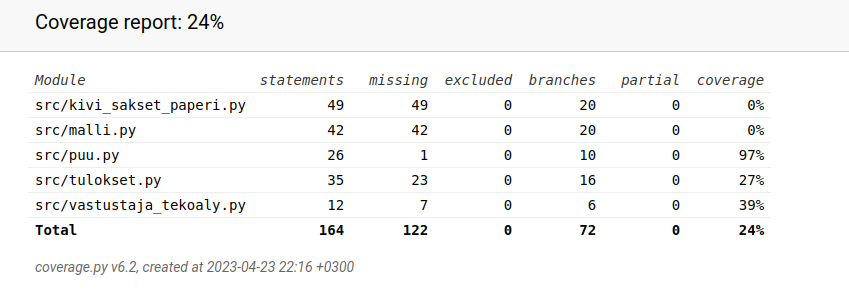 Coverage report: 24%
Module statements missing excluded branches partial coverage
src/kivi_sakset_paperi.py 49 49 0 20 0 0%
src/malli.py 42 42 0 20 0 0%
src/puu.py 26 1 0 10 0 97%
src/tulokset.py 35 23 0 16 0 27%
src/vastustaja_tekoaly.py 12 7 0 6 0 39%
Total 164 122 0 72 0 24%
coverage.py v6.2, created at 2023-04-23 22:16 +0300